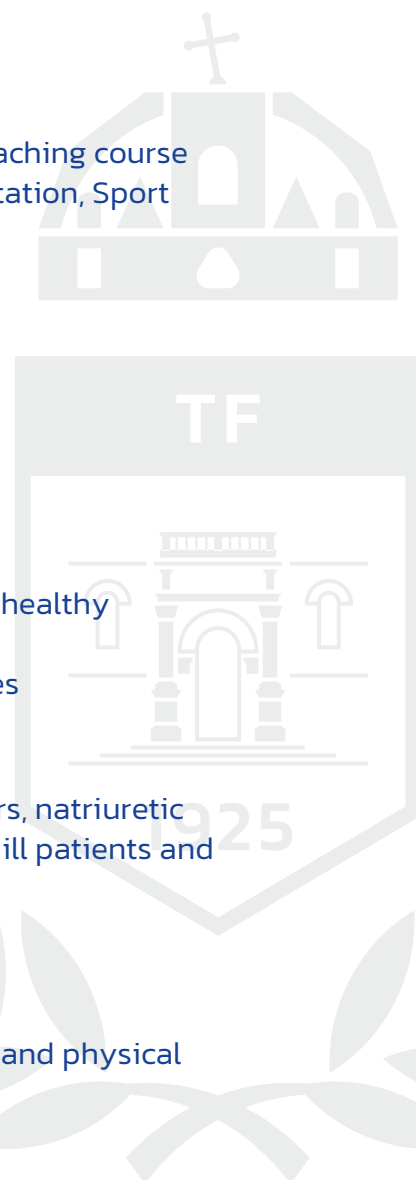 aching course
tation, Sport
TF
healthy
es
rs, natriuretic
1925
ill patients and
and physical